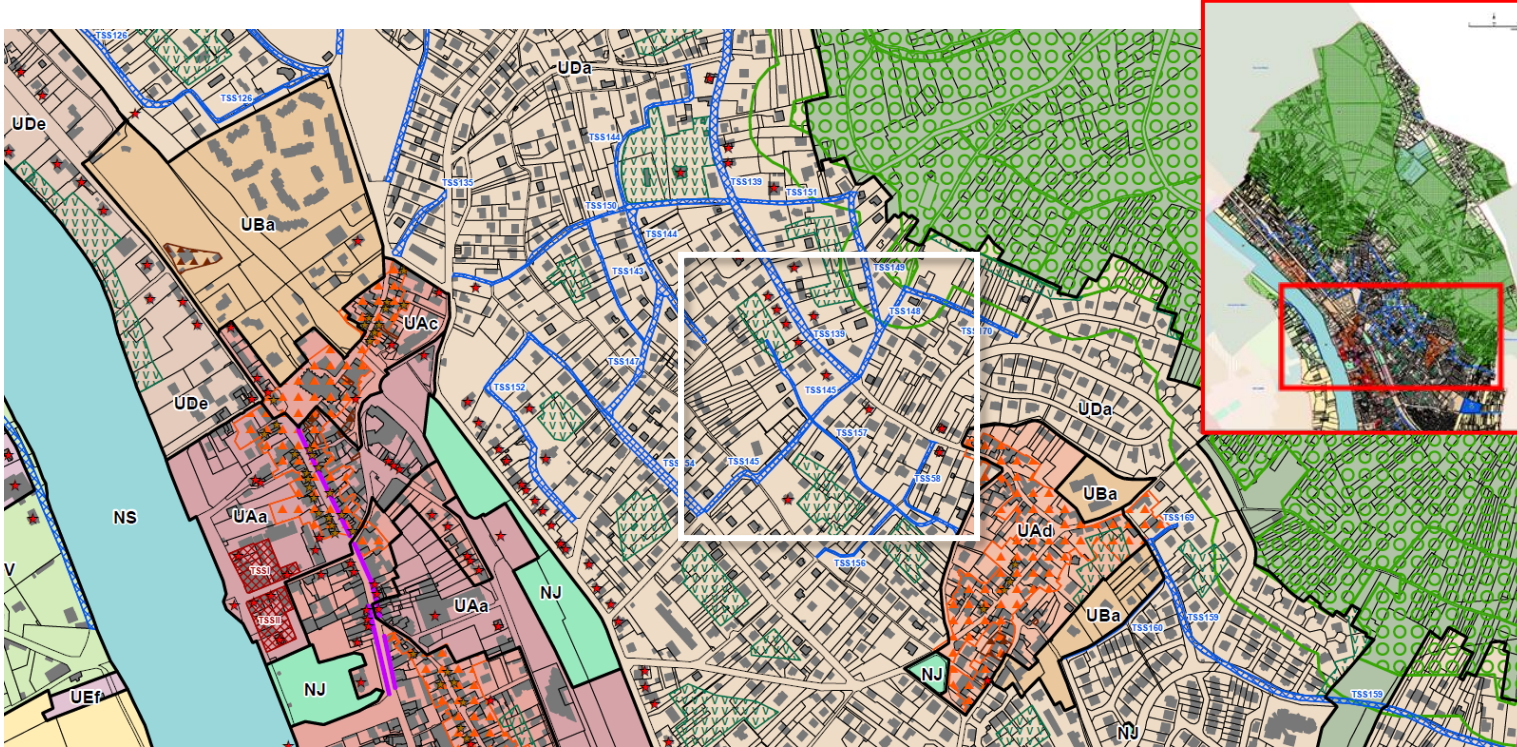 TSS126
UDa
TSS126
UDe
TSS144
TSS135
TSS139
TSS151
TSS150
UBa
TSS144
TSS143
TSS149
TSS148
UAc
TSS139
TSS147
TSS152
TSS145
UDe
UDa
TSS157
TSS145
TSS58
UBa
NS
UAa
UAd
TSS169
TSS156
TSSI
NJ
UAa
UBa
TSS159
TSSII
TSS160
NJ
NJ
UEf
TSS159
NJ